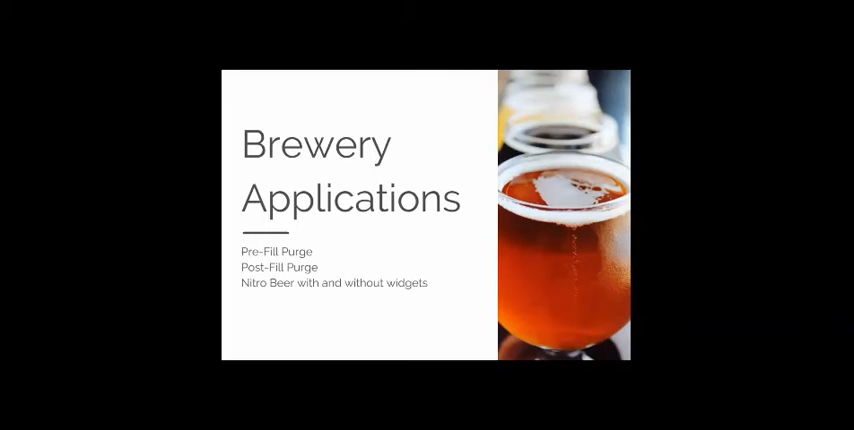 Brewery
Applications
Pre-Fill Purge
Post-Fill Purge
Nitro Beer with and without widgets